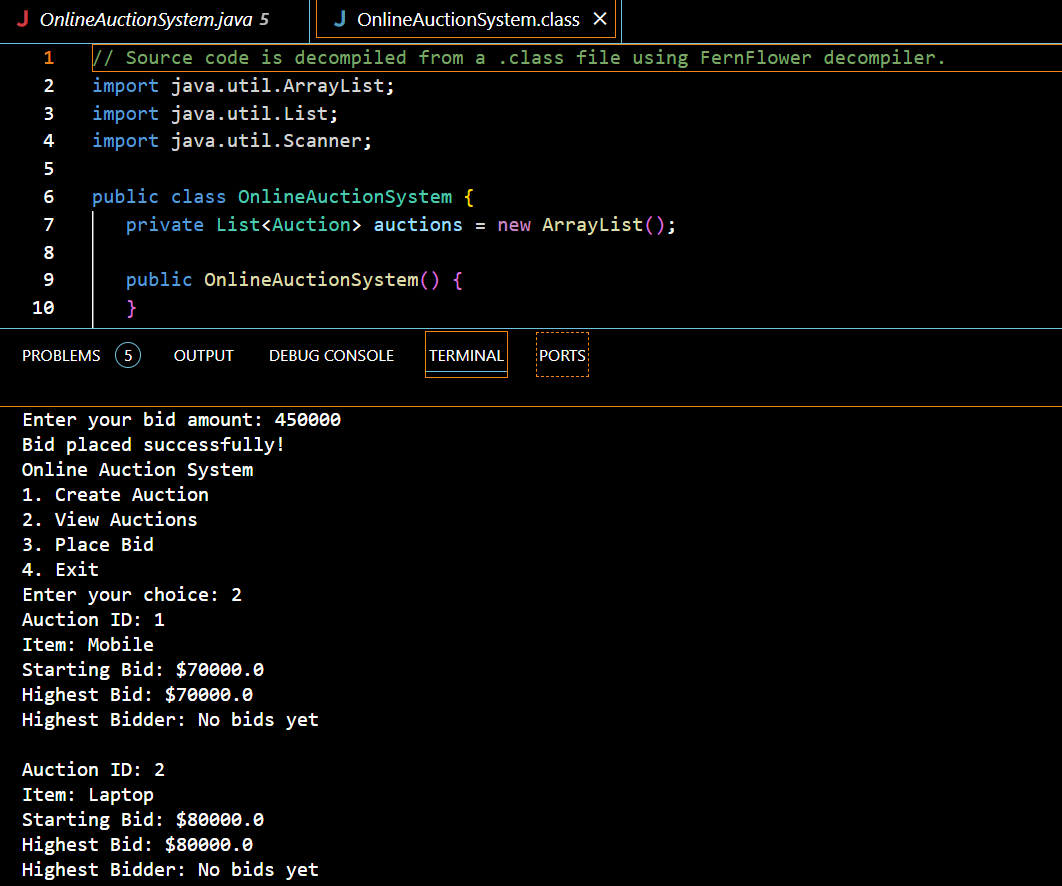 OnlineAuctionSystem.java 5 OnlineAuctionSystem.class ×
1 // Source code is decompiled from a .class file using FernFlower decompiler.
2 import java.util.ArrayList;
3 import java.util.List;
4 import java.util.Scanner;
5
6 public class OnlineAuctionSystem {
7 private List<Auction> auctions = new ArrayList();
8
9 public OnlineAuctionSystem() {
10 }
PROBLEMS 5 OUTPUT DEBUG CONSOLE TERMINAL PORTS
Enter your bid amount: 450000
Bid placed successfully!
Online Auction System
1. Create Auction
2. View Auctions
3. Place Bid
4. Exit
Enter your choice: 2
Auction ID: 1
Item: Mobile
Starting Bid: $70000.0
Highest Bid: $70000.0
Highest Bidder: No bids yet
Auction ID: 2
Item: Laptop
Starting Bid: $80000.0
Highest Bid: $80000.0
Highest Bidder: No bids yet